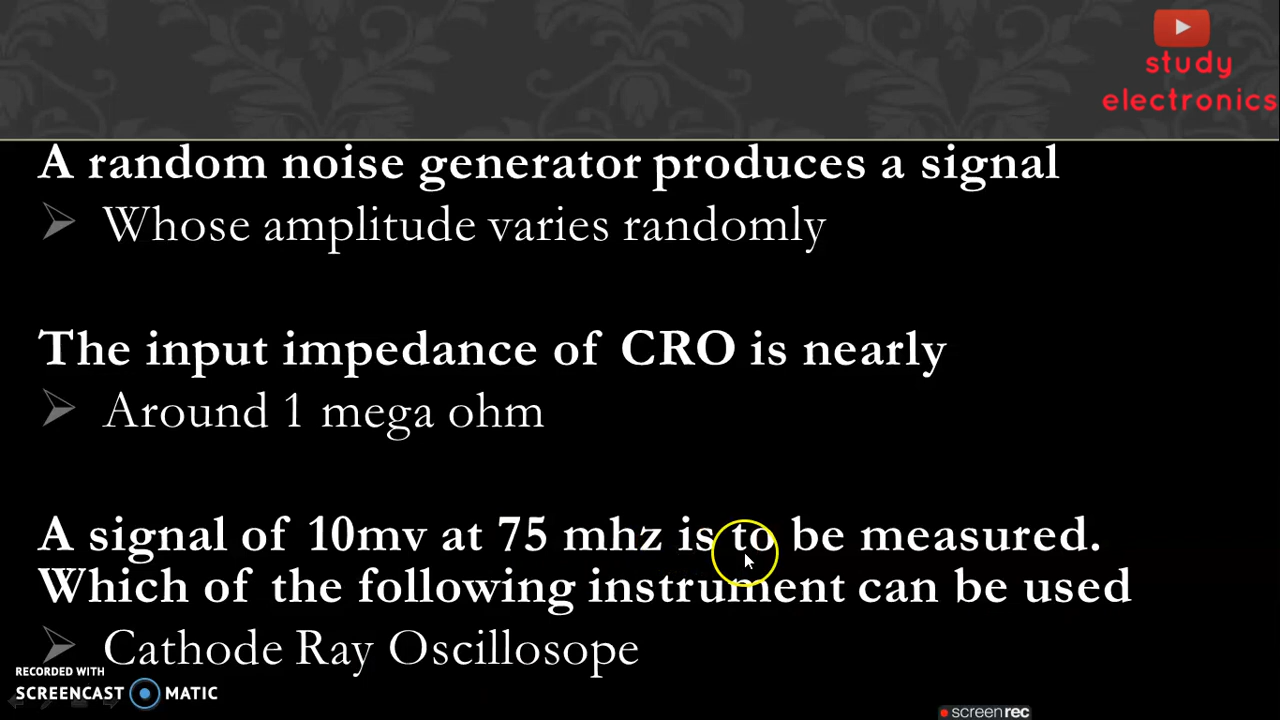 study
electronics
A random noise generator produces a signal
Whose amplitude varies randomly
The input impedance of CRO is nearly
Around 1 mega ohm
A signal of 10mv at 75 mhz is to be measured.
Which of the following instrument can be used
Cathode Ray Oscillosope
RECORDED WITH
SCREENCAST MATIC
screenrec